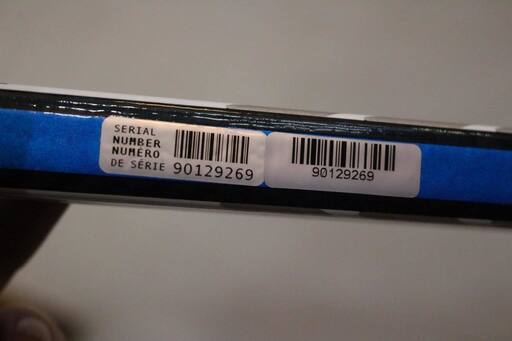 SERIAL
NUMBER
NUMÉRO
DE SÉRIE 90129269
90129269